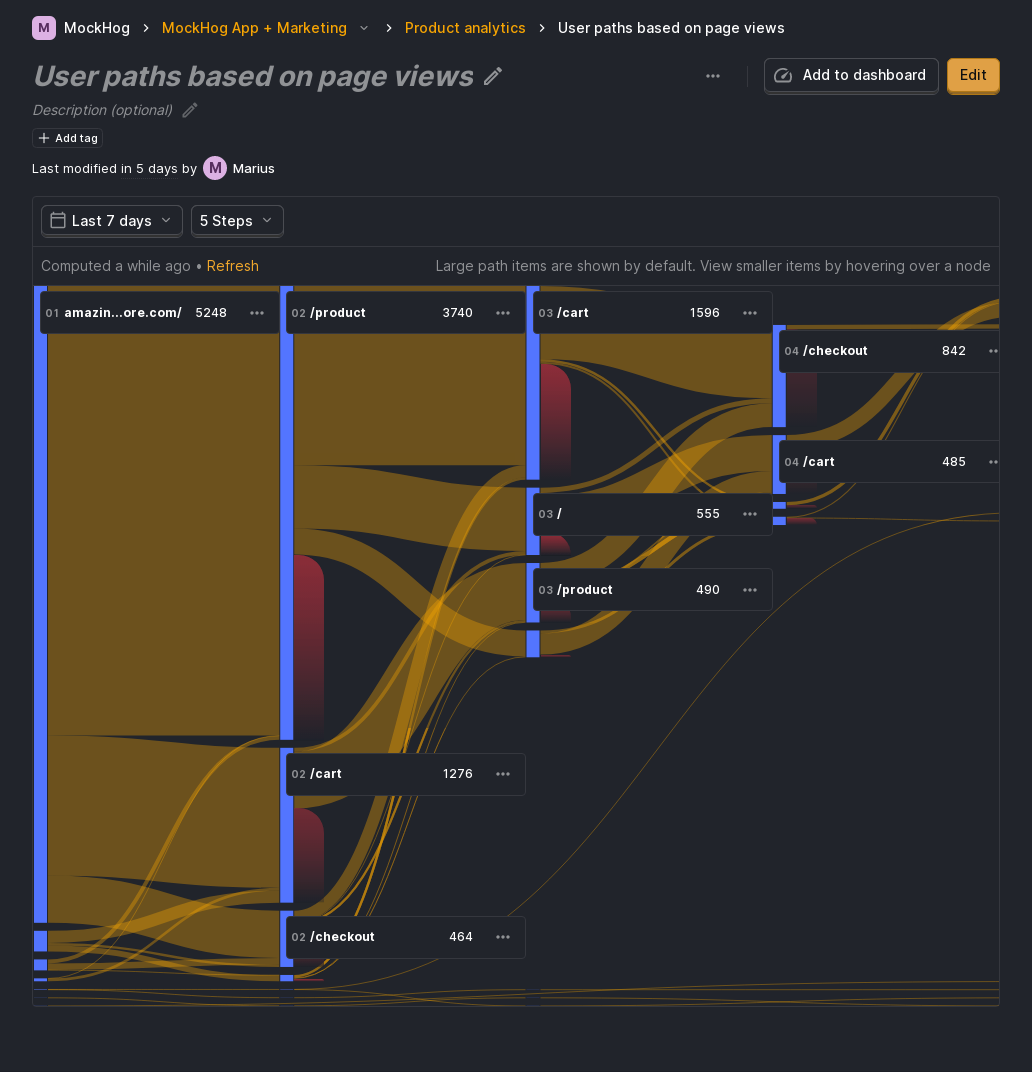 M MockHog > MockHog App + Marketing > Product analytics > User paths based on page views
User paths based on page views
Add to dashboard
Edit
Description (optional)
+ Add tag
Last modified in 5 days by M Marius
Last 7 days
5 Steps
Computed a while ago • Refresh
Large path items are shown by default. View smaller items by hovering over a node
01 amazin...ore.com/ 5248
02 /product 3740
03 /cart 1596
04 /checkout 842
04 /cart 485
03 / 555
03 /product 490
02 /cart 1276
02 /checkout 464